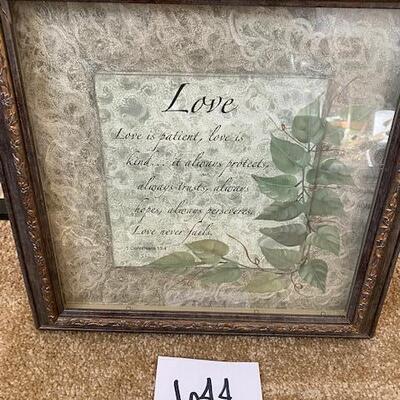 Love
Love is patient, love is
kind... it always protects,
always trusts, always
hopes, always perseveres.
Love never fails.
1 Corinthians 13:4